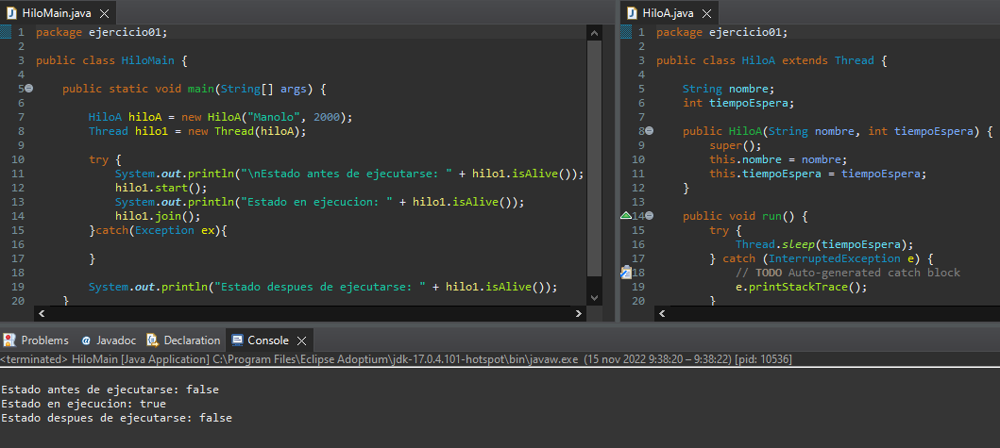 HiloMain.java
1 package ejercicio01;
2
3 public class HiloMain {
4
5     public static void main(String[] args) {
6
7         HiloA hiloA = new HiloA("Manolo", 2000);
8         Thread hilo1 = new Thread(hiloA);
9
10         try {
11             System.out.println("\nEstado antes de ejecutarse: " + hilo1.isAlive());
12             hilo1.start();
13             System.out.println("Estado en ejecucion: " + hilo1.isAlive());
14             hilo1.join();
15         }catch(Exception ex){
16
17         }
18
19         System.out.println("Estado despues de ejecutarse: " + hilo1.isAlive());
20     }
HiloA.java
1 package ejercicio01;
2
3 public class HiloA extends Thread {
4
5     String nombre;
6     int tiempoEspera;
7
8     public HiloA(String nombre, int tiempoEspera) {
9         super();
10         this.nombre = nombre;
11         this.tiempoEspera = tiempoEspera;
12     }
13
14     public void run() {
15         try {
16             Thread.sleep(tiempoEspera);
17         } catch (InterruptedException e) {
18             // TODO Auto-generated catch block
19             e.printStackTrace();
20         }
Problems @ Javadoc Declaration Console
<terminated> HiloMain [Java Application] C:\Program Files\Eclipse Adoptium\jdk-17.0.4.101-hotspot\bin\javaw.exe (15 nov 2022 9:38:20 – 9:38:22) [pid: 10536]
Estado antes de ejecutarse: false
Estado en ejecucion: true
Estado despues de ejecutarse: false